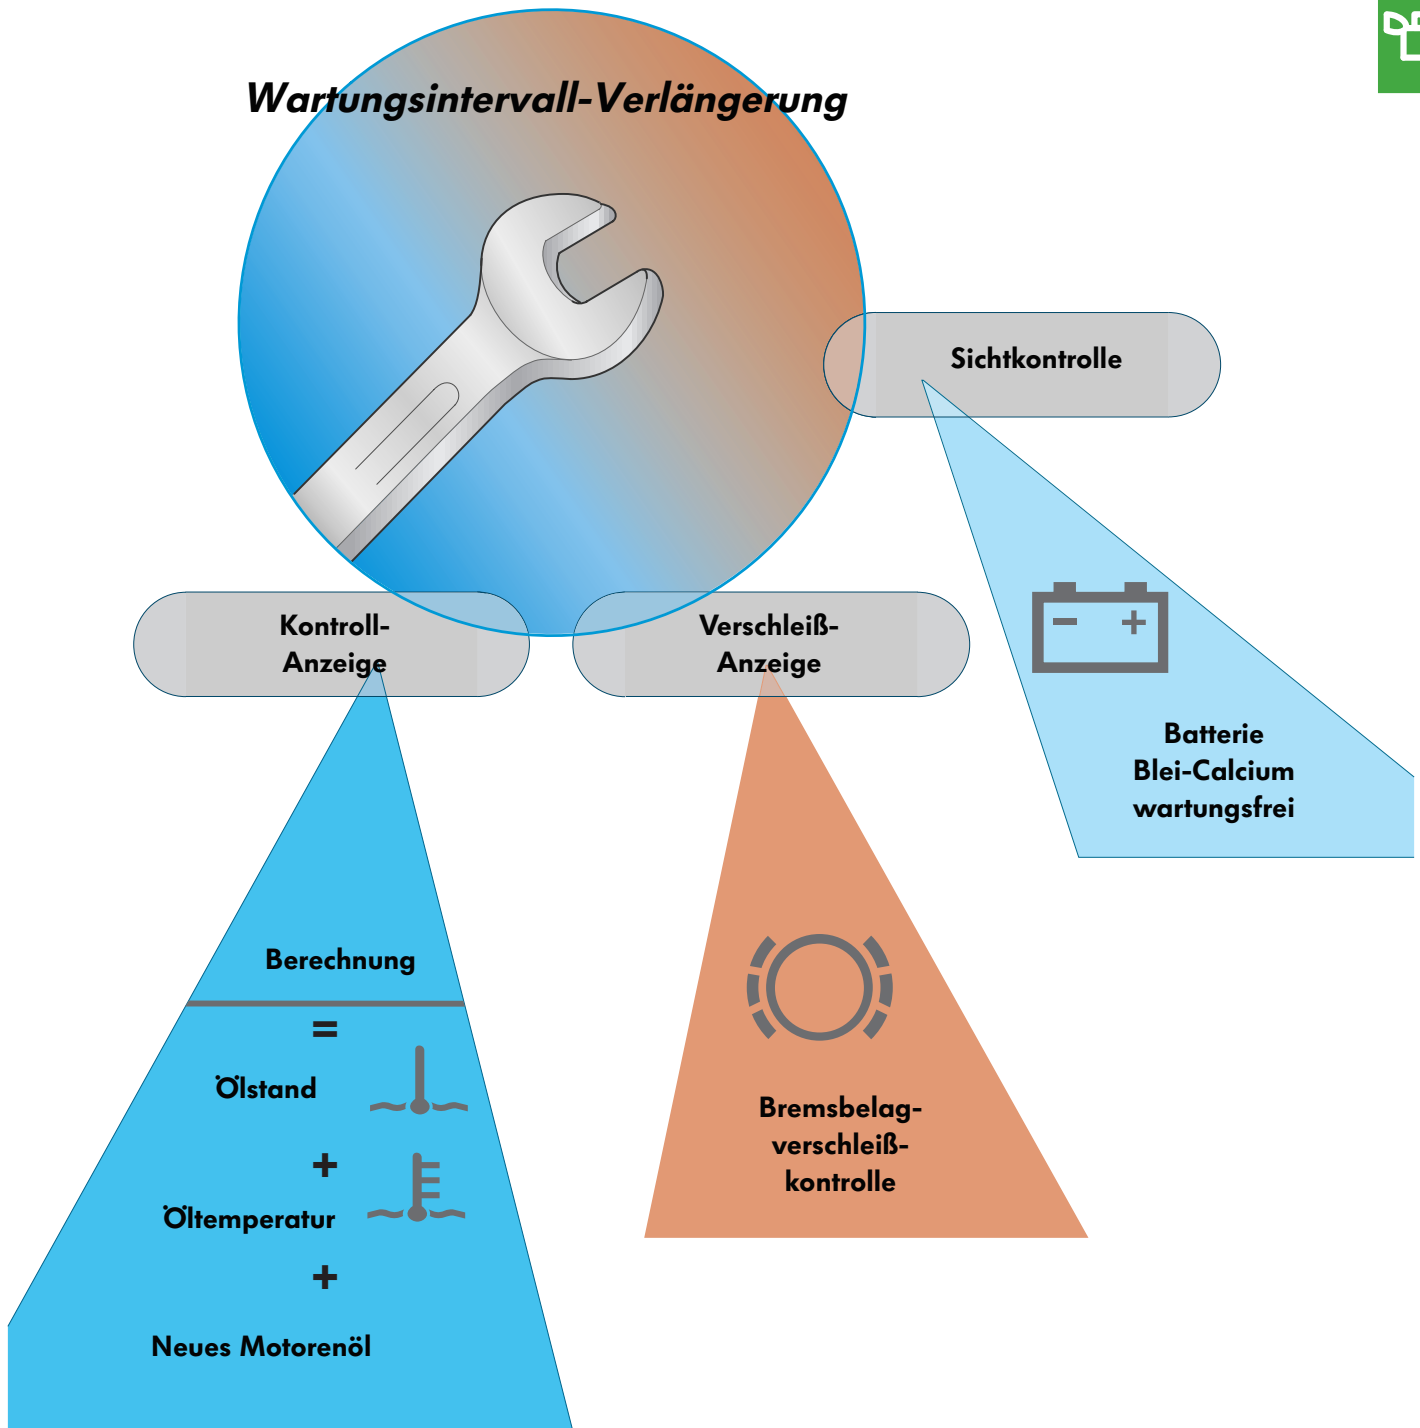 Wartungsintervall-Verlängerung
Sichtkontrolle
Kontroll-
Anzeige
Verschleiß-
Anzeige
Batterie
Blei-Calcium
wartungsfrei
Berechnung
=
Ölstand
+
Öltemperatur
+
Neues Motorenöl
Bremsbelag-
verschleiß-
kontrolle